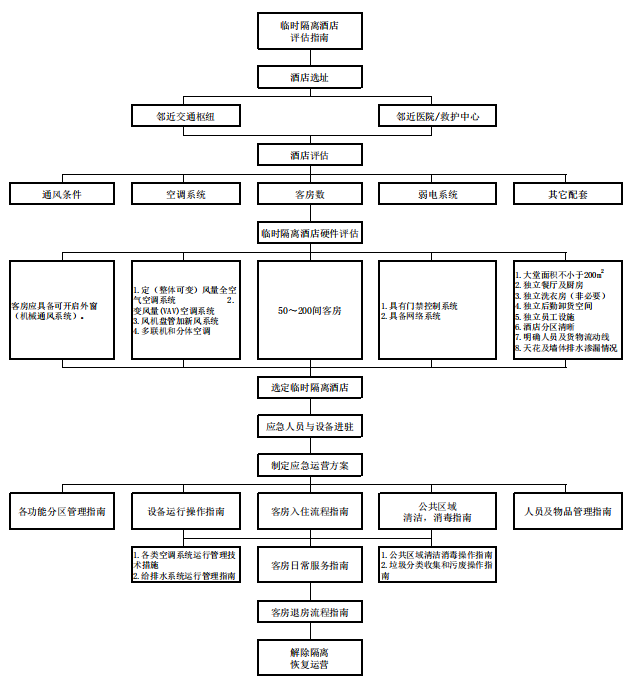 临时隔离酒店
评估指南
酒店选址
邻近交通枢纽
邻近医院/救护中心
酒店评估
通风条件
空调系统
客房数
弱电系统
其它配套
临时隔离酒店硬件评估
客房应具备可开启外窗
（机械通风系统）。
1.定（整体可变）风量全空
气空调系统 2.
变风量(VAV)空调系统
3.风机盘管加新风系统
4.多联机和分体空调
50～200间客房
1.具有门禁控制系统
2.具备网络系统
1.大堂面积不小于200m²
2.独立餐厅及厨房
3.独立洗衣房（非必要）
4.独立后勤卸货空间
5.独立员工设施
6.酒店分区清晰
7.明确人员及货物流动线
8.天花及墙体排水渗漏情况
选定临时隔离酒店
应急人员与设备进驻
制定应急运营方案
各功能分区管理指南
设备运行操作指南
客房入住流程指南
公共区域
清洁，消毒指南
人员及物品管理指南
1.各类空调系统运行管理技
术措施
2.给排水系统运行管理指南
客房日常服务指南
1.公共区域清洁消毒操作指南
2.垃圾分类收集和污废操作指
南
客房退房流程指南
解除隔离
恢复运营